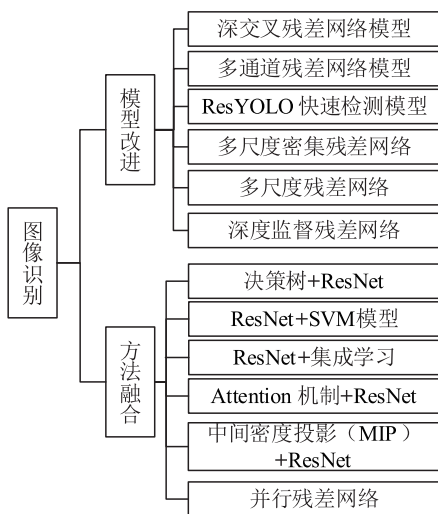 图像识别
模型改进
深交叉残差网络模型
多通道残差网络模型
ResYOLO 快速检测模型
多尺度密集残差网络
多尺度残差网络
深度监督残差网络
方法融合
决策树+ResNet
ResNet+SVM模型
ResNet+集成学习
Attention 机制+ResNet
中间密度投影（MIP）
+ResNet
并行残差网络